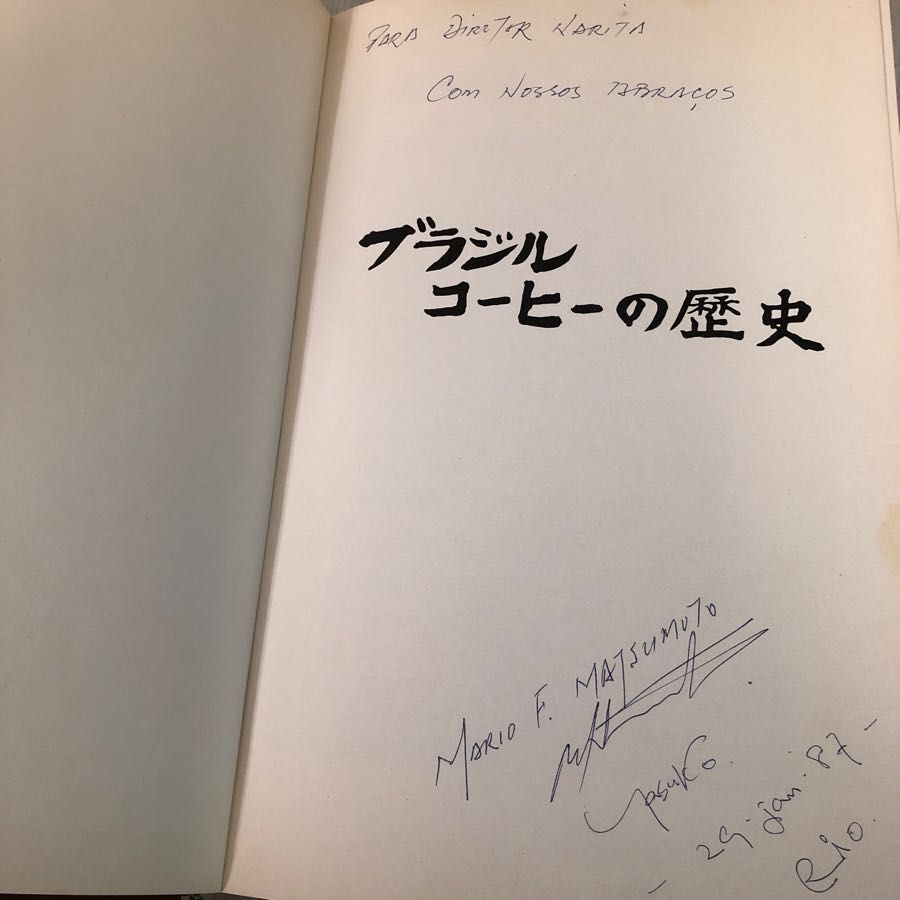 PARA DIRETOR NARITA
COM NOSSOS ABRAÇOS
ブラジル
コーヒーの歴史
MARIO F. MATSUMOTO
Yasuko.
- 29-jan-87-
Rio.